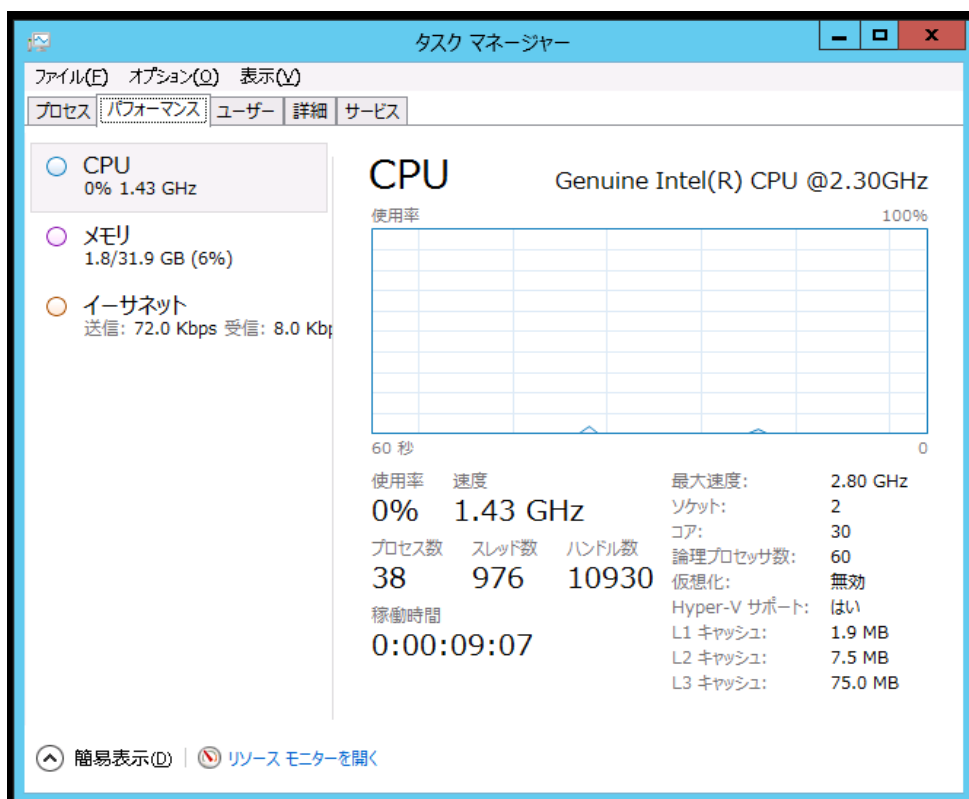 タスク マネージャー
ファイル(F) オプション(O) 表示(V)
プロセス パフォーマンス ユーザー 詳細 サービス
CPU
0% 1.43 GHz
メモリ
1.8/31.9 GB (6%)
イーサネット
送信: 72.0 Kbps 受信: 8.0 Kbp
CPU Genuine Intel(R) CPU @2.30GHz
使用率 100%
60 秒 0
使用率 速度
0% 1.43 GHz
プロセス数 スレッド数 ハンドル数
38 976 10930
稼働時間
0:00:09:07
最大速度: 2.80 GHz
ソケット: 2
コア: 30
論理プロセッサ数: 60
仮想化: 無効
Hyper-V サポート: はい
L1 キャッシュ: 1.9 MB
L2 キャッシュ: 7.5 MB
L3 キャッシュ: 75.0 MB
簡易表示(D) リソース モニターを開く